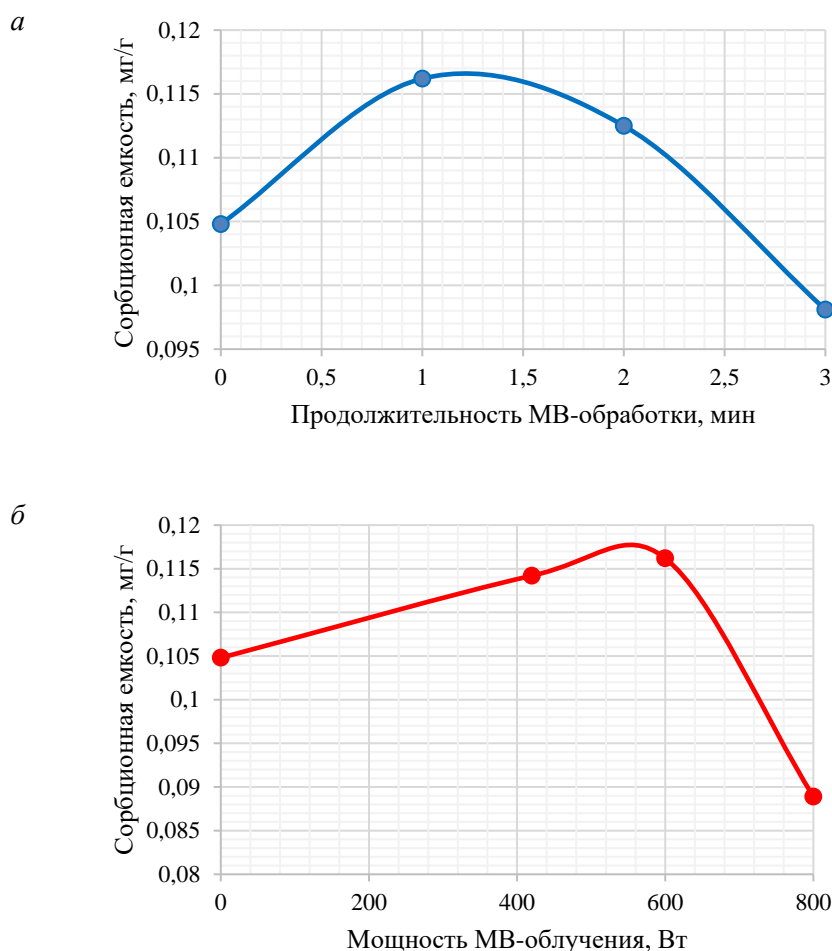 а
Сорбционная емкость, мг/г
0,12
0,115
0,11
0,105
0,1
0,095
0 0,5 1 1,5 2 2,5 3
Продолжительность МВ-обработки, мин
б
Сорбционная емкость, мг/г
0,12
0,115
0,11
0,105
0,1
0,095
0,09
0,085
0,08
0 200 400 600 800
Мощность МВ-облучения, Вт